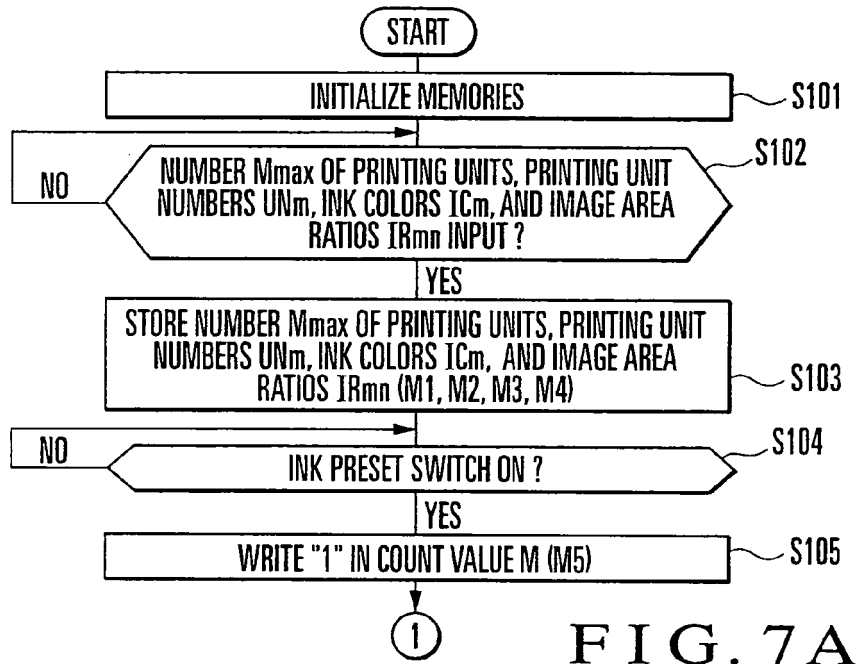 START
INITIALIZE MEMORIES
S101
NUMBER Mmax OF PRINTING UNITS, PRINTING UNIT
NUMBERS UNm, INK COLORS ICm, AND IMAGE AREA
RATIOS IRmn INPUT ?
S102
NO
YES
STORE NUMBER Mmax OF PRINTING UNITS, PRINTING UNIT
NUMBERS UNm, INK COLORS ICm, AND IMAGE AREA
RATIOS IRmn (M1, M2, M3, M4)
S103
NO
INK PRESET SWITCH ON ?
S104
YES
WRITE "1" IN COUNT VALUE M (M5)
S105
1
FIG. 7A